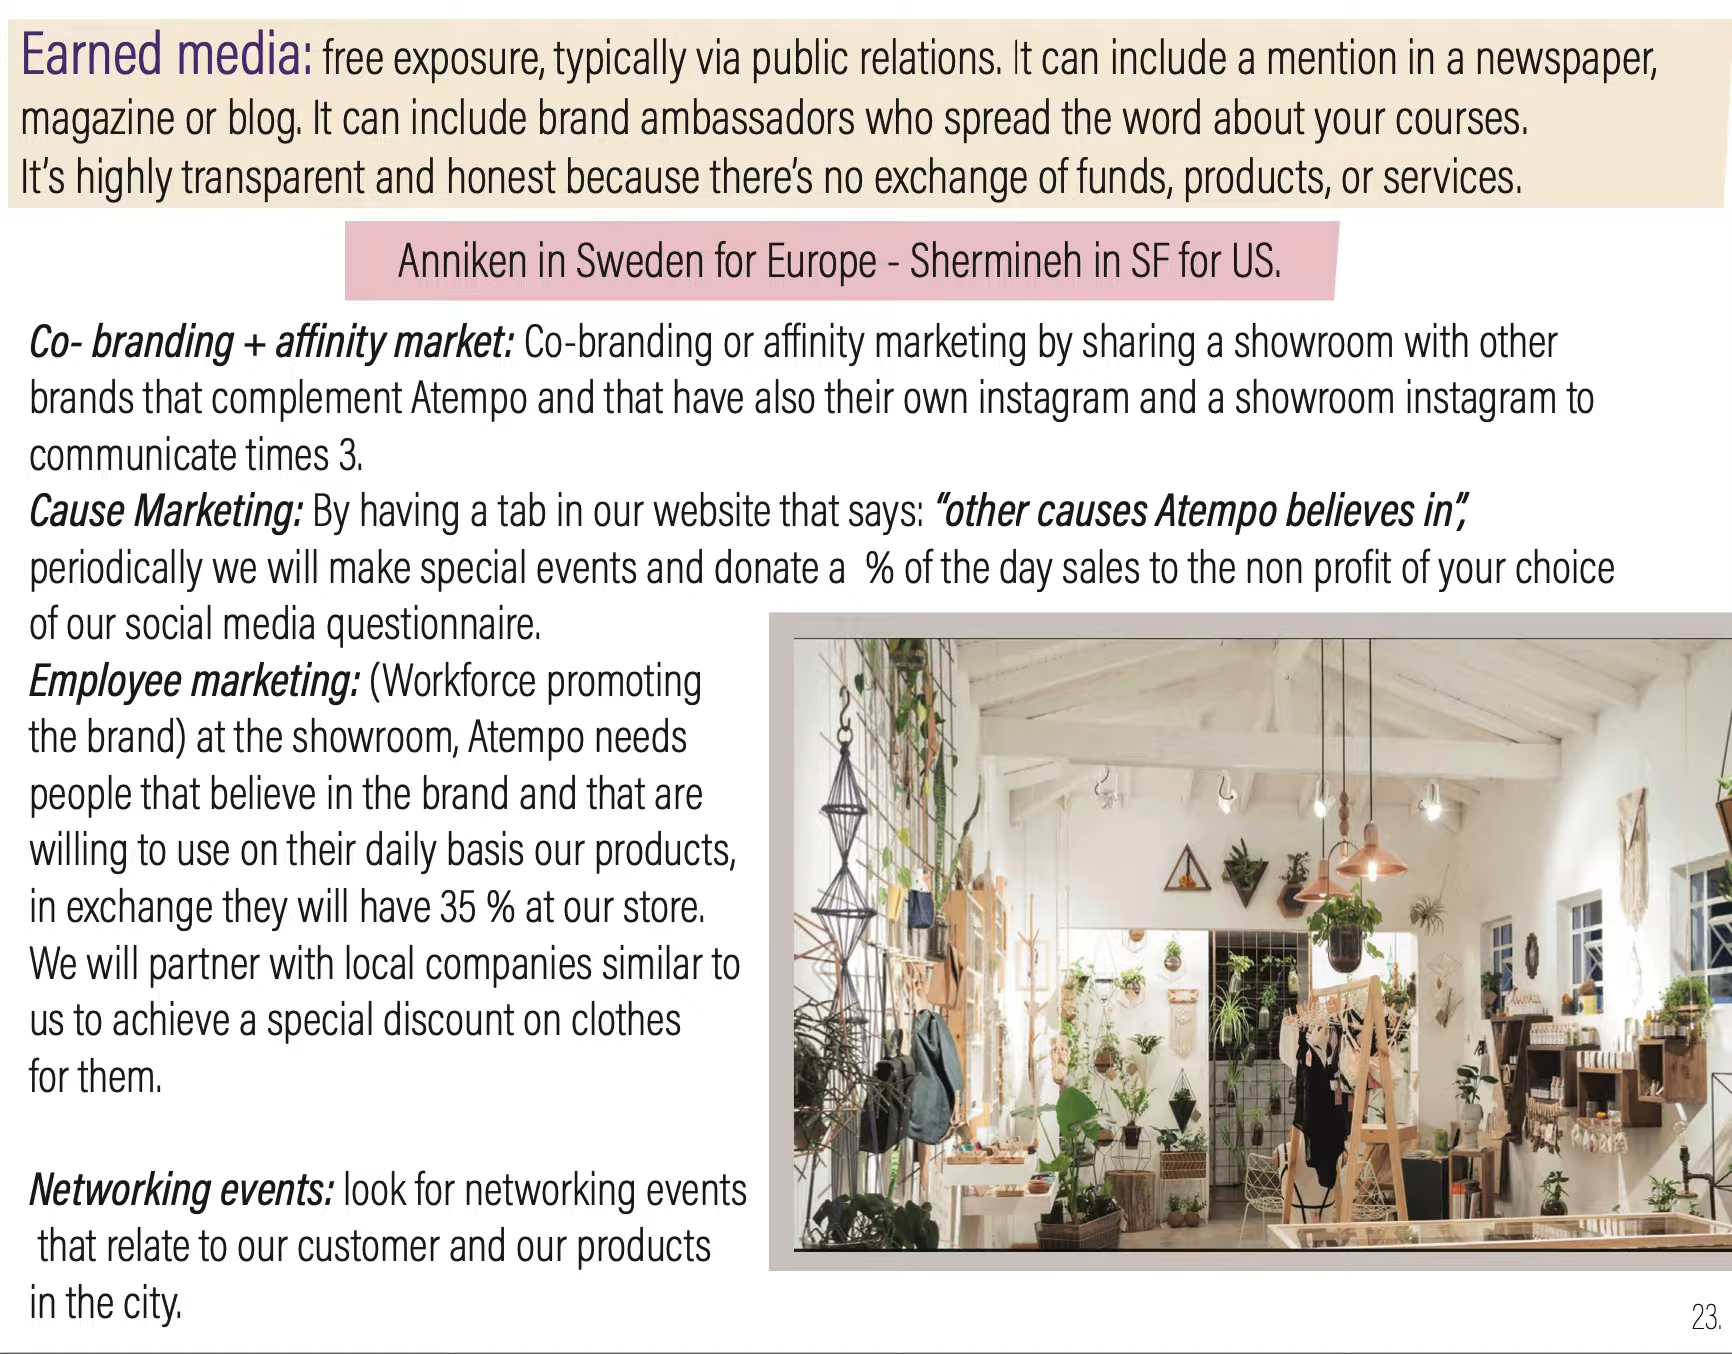 Earned media: free exposure, typically via public relations. It can include a mention in a newspaper,
magazine or blog. It can include brand ambassadors who spread the word about your courses.
It's highly transparent and honest because there's no exchange of funds, products, or services.
Anniken in Sweden for Europe - Shermineh in SF for US.
Co- branding + affinity market: Co-branding or affinity marketing by sharing a showroom with other
brands that complement Atempo and that have also their own instagram and a showroom instagram to
communicate times 3.
Cause Marketing: By having a tab in our website that says: “other causes Atempo believes in”,
periodically we will make special events and donate a  % of the day sales to the non profit of your choice
of our social media questionnaire.
Employee marketing: (Workforce promoting
the brand) at the showroom, Atempo needs
people that believe in the brand and that are
willing to use on their daily basis our products,
in exchange they will have 35 % at our store.
We will partner with local companies similar to
us to achieve a special discount on clothes
for them.
Networking events: look for networking events
that relate to our customer and our products
in the city.
23.